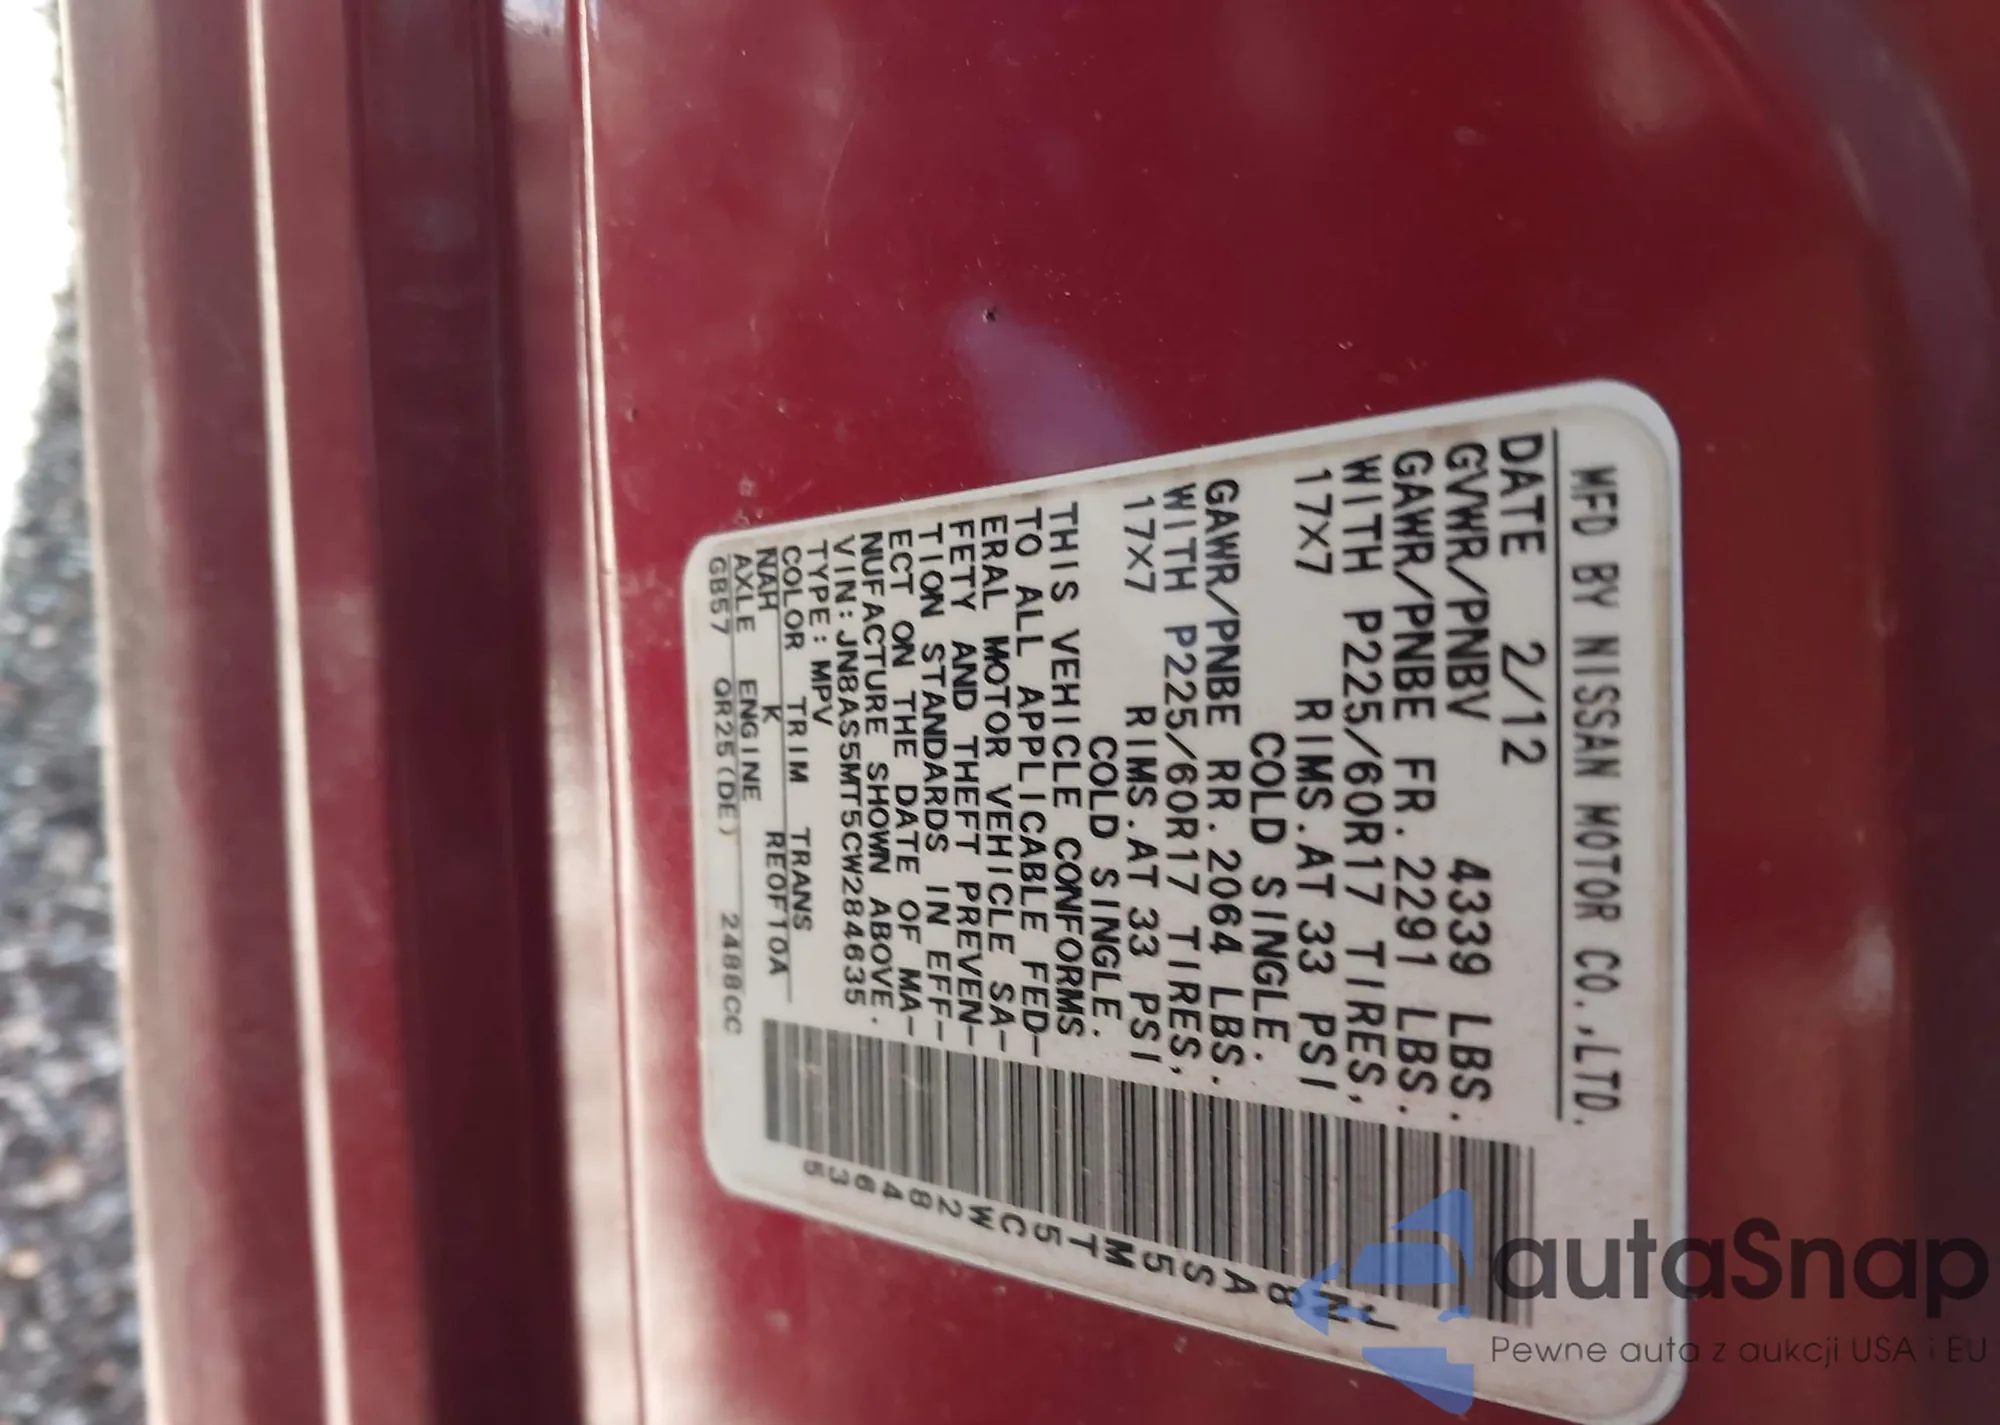 MFD BY NISSAN MOTOR CO.,LTD.
DATE 2/12
GVWR/PNBV 4339 LBS.
GAWR/PNBE FR. 2291 LBS.
WITH P225/60R17 TIRES,
17X7 RIMS.AT 33 PSI
COLD SINGLE.
GAWR/PNBE RR. 2064 LBS.
WITH P225/60R17 TIRES,
17X7 RIMS.AT 33 PSI
COLD SINGLE.
THIS VEHICLE CONFORMS
TO ALL APPLICABLE FED-
ERAL MOTOR VEHICLE SA-
FETY AND THEFT PREVEN-
TION STANDARDS IN EFF-
ECT ON THE DATE OF MA-
NUFACTURE SHOWN ABOVE.
VIN:JN8AS5MT5CW284635
TYPE:MPV
COLOR TRIM TRANS
NAH K RE0F10A
AXLE ENGINE
GB57 QR25(DE) 2488CC
JN8AS5MT5CW284635
autaSnap
Pewne auta z aukcji USA i EU